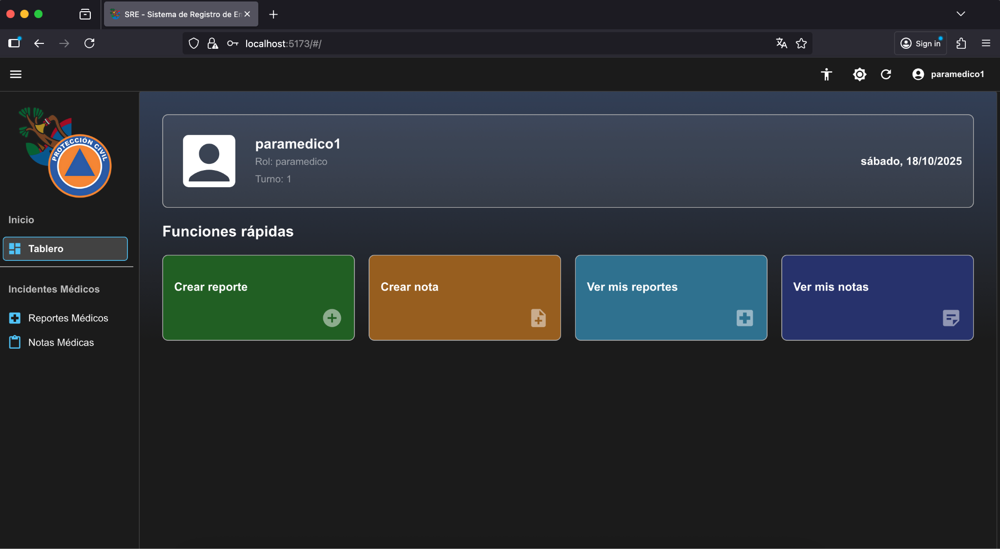 SRE - Sistema de Registro de En
localhost:5173/#/
Sign in
paramedico1
PROTECCIÓN CIVIL
Inicio
Tablero
Incidentes Médicos
Reportes Médicos
Notas Médicas
paramedico1
Rol: paramedico
Turno: 1
sábado, 18/10/2025
Funciones rápidas
Crear reporte
Crear nota
Ver mis reportes
Ver mis notas